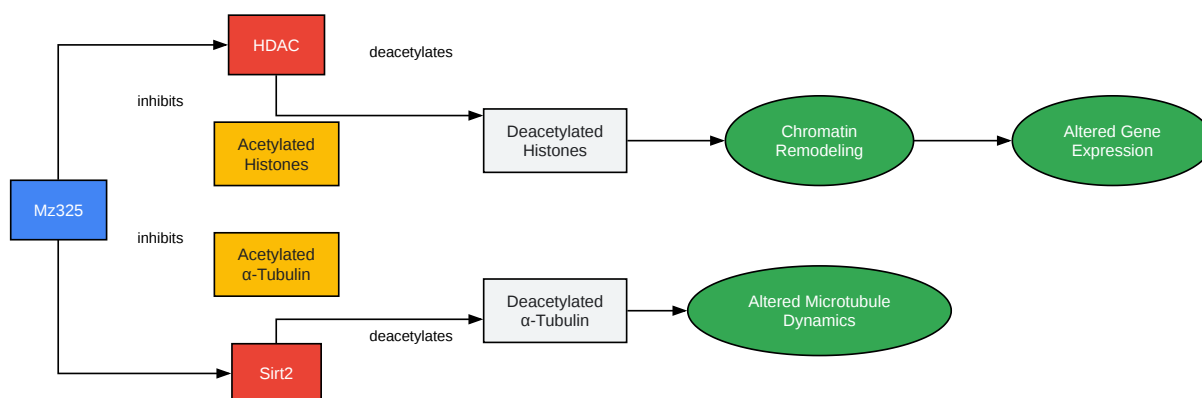 HDAC
deacetylates
inhibits
Acetylated
Histones
Deacetylated
Histones
Chromatin
Remodeling
Altered Gene
Expression
Mz325
inhibits
Acetylated
α-Tubulin
Deacetylated
α-Tubulin
Altered Microtubule
Dynamics
deacetylates
Sirt2